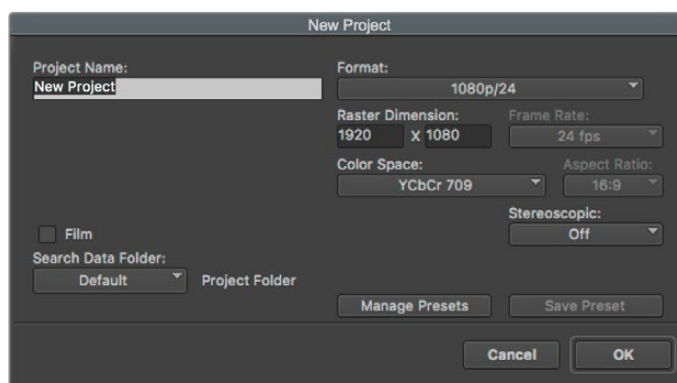 New Project
Project Name:
New Project
Format:
1080p/24
Raster Dimension:
1920 x 1080
Frame Rate:
24 fps
Color Space:
YCbCr 709
Aspect Ratio:
16:9
Stereoscopic:
Off
Film
Search Data Folder:
Default Project Folder
Manage Presets Save Preset
Cancel OK